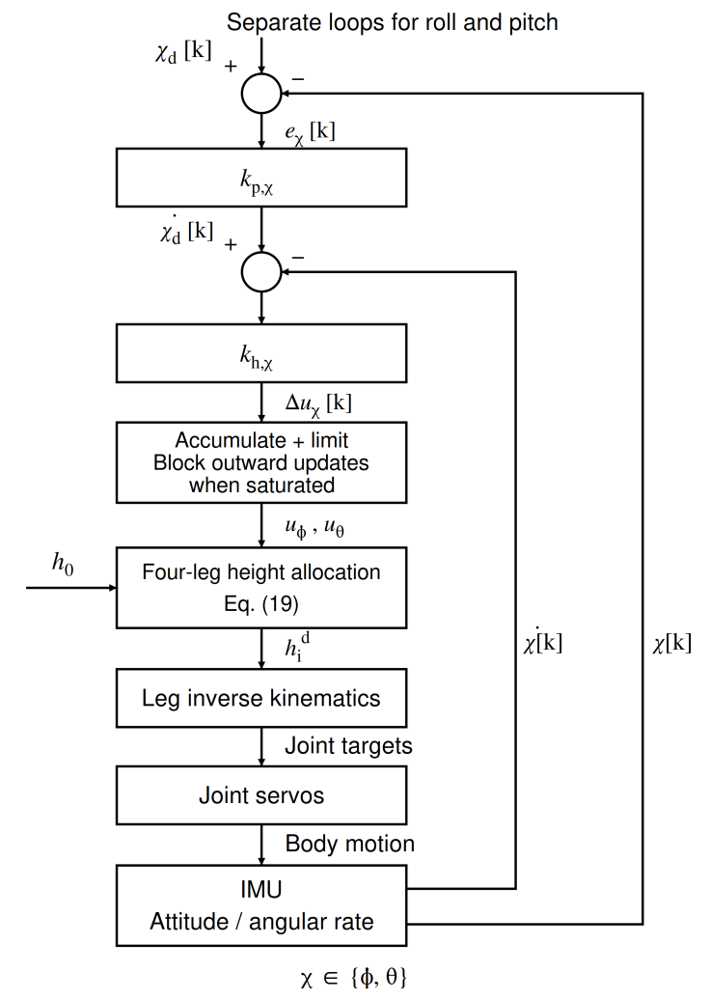 Separate loops for roll and pitch
χd [k]
+
−
eχ [k]
kp,χ
χ̇d [k]
+
−
kh,χ
Δuχ [k]
Accumulate + limit
Block outward updates
when saturated
uϕ , uθ
h0
Four-leg height allocation
Eq. (19)
hid
χ̇[k]
χ[k]
Leg inverse kinematics
Joint targets
Joint servos
Body motion
IMU
Attitude / angular rate
χ ∈ {ϕ, θ}